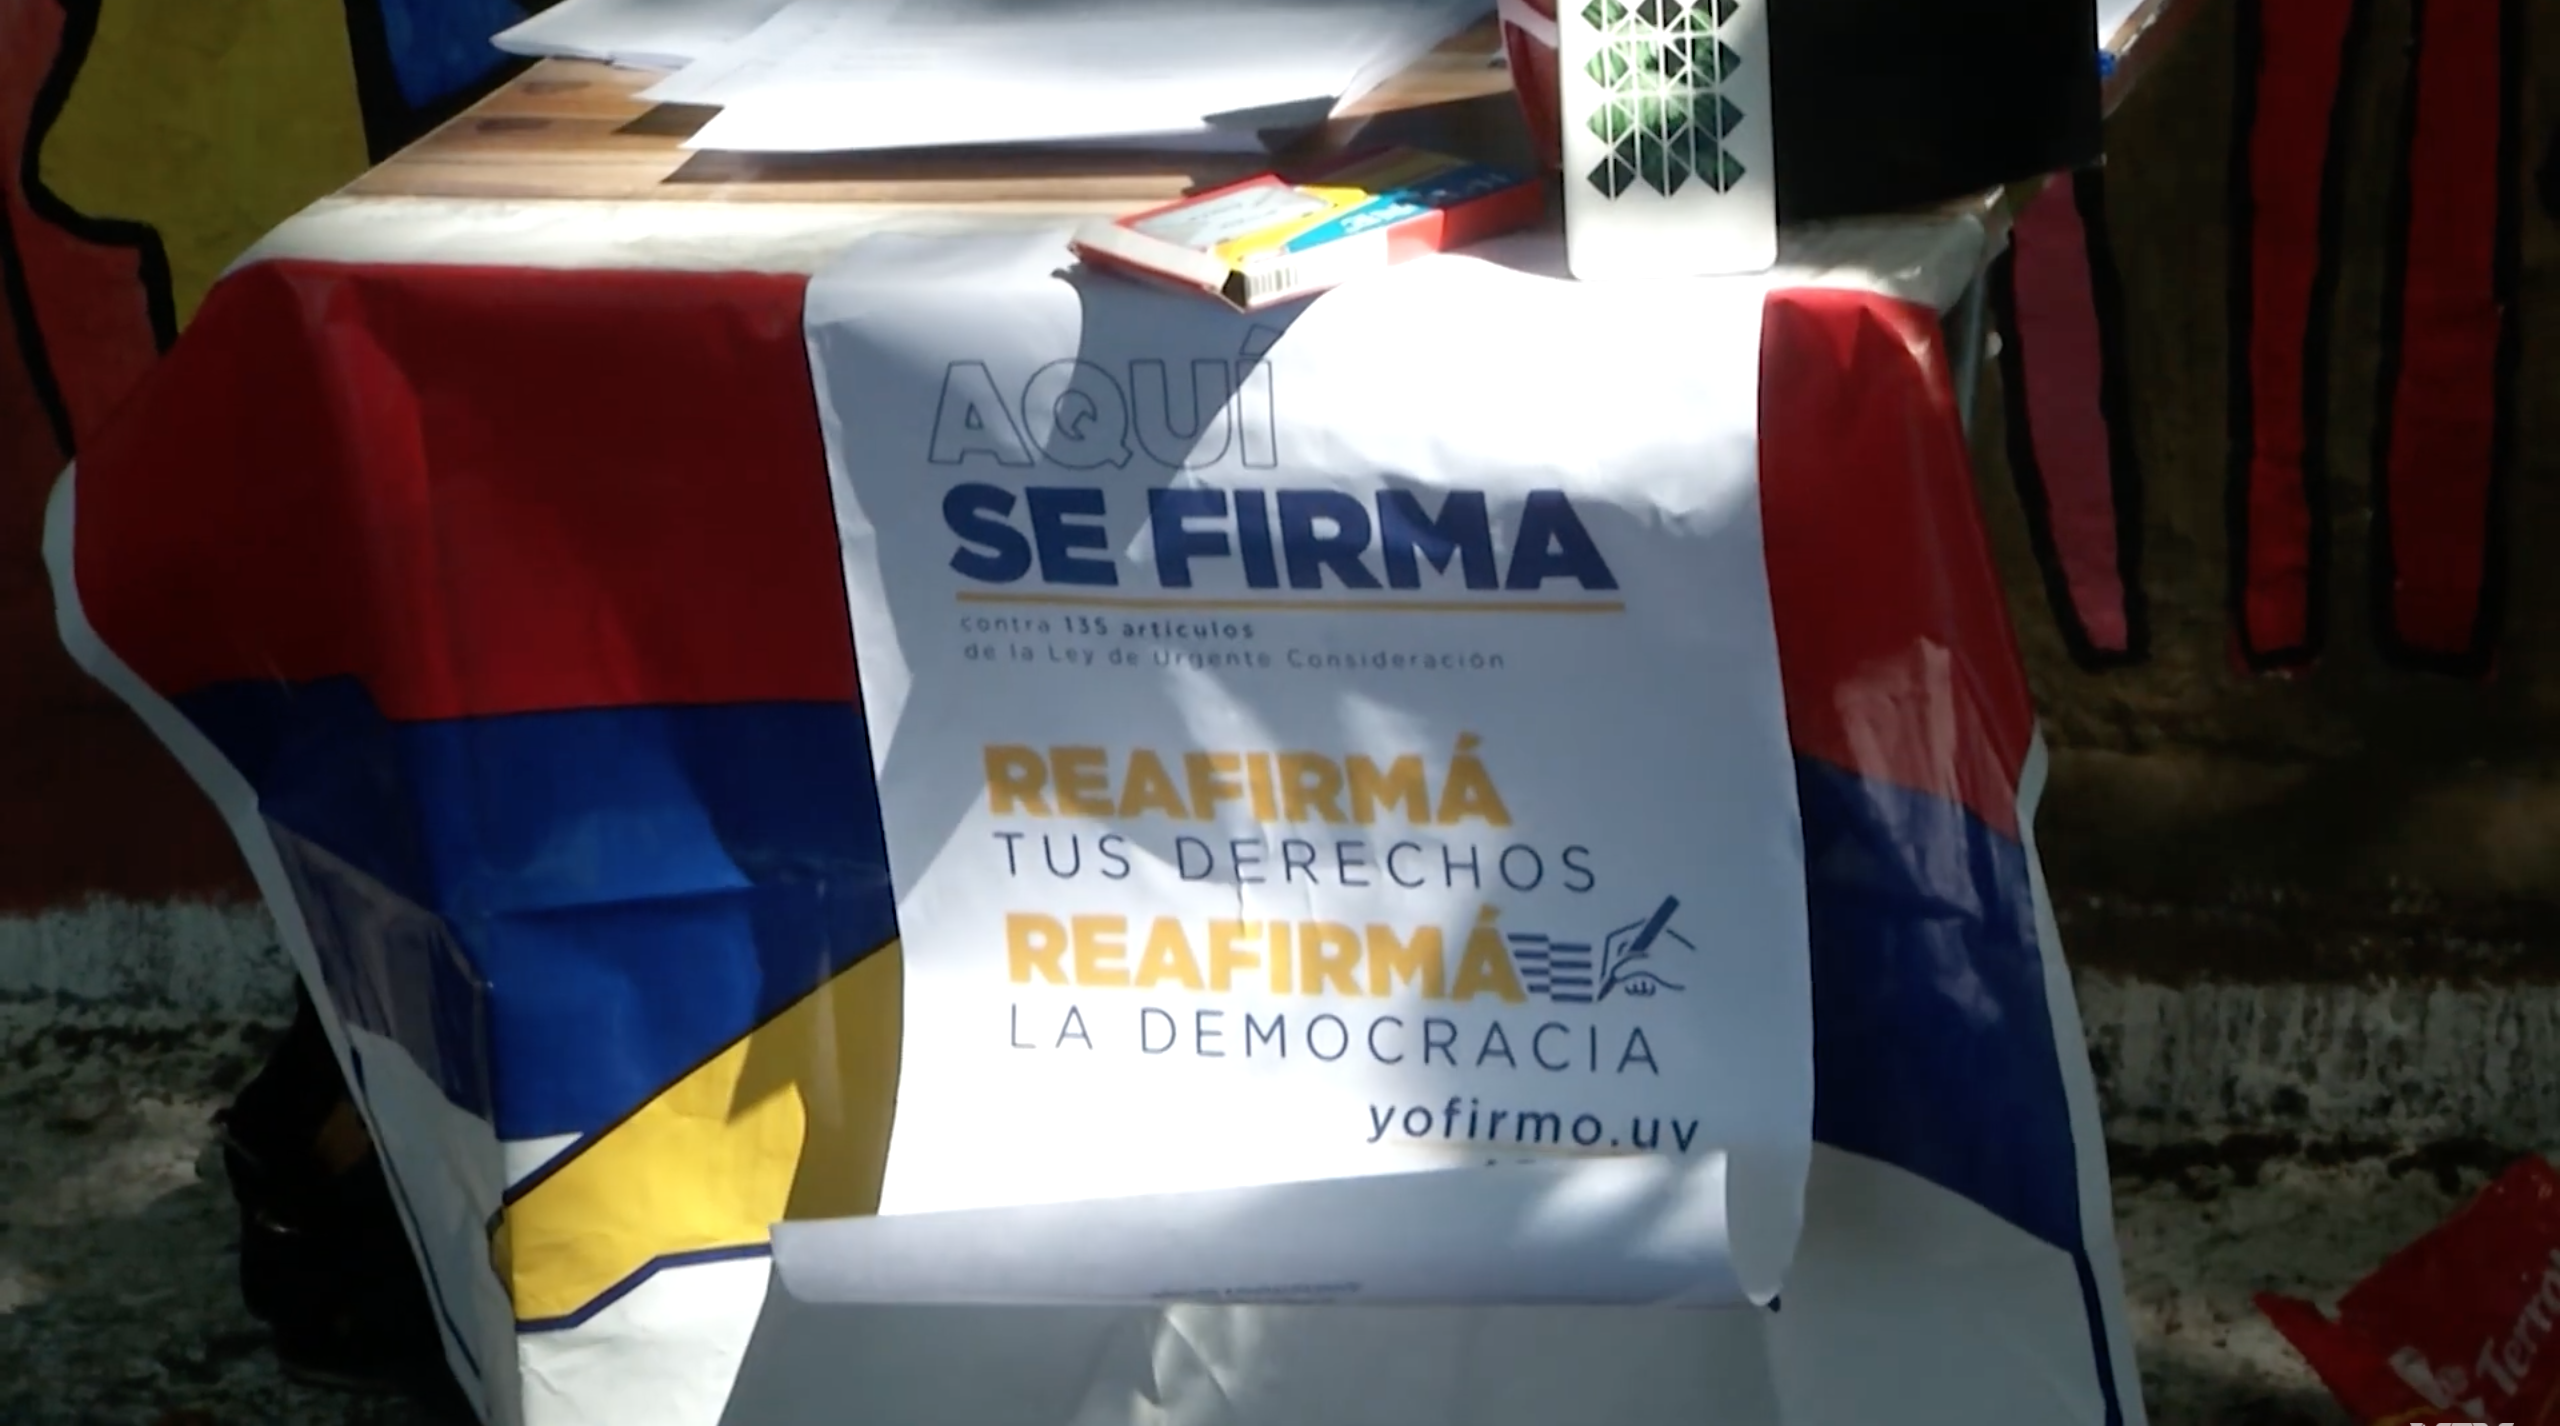 AQUÍ
SE FIRMA
contra 135 artículos
de la Ley de Urgente Consideración
REAFIRMÁ
TUS DERECHOS
REAFIRMÁ
LA DEMOCRACIA
yofirmo.uy